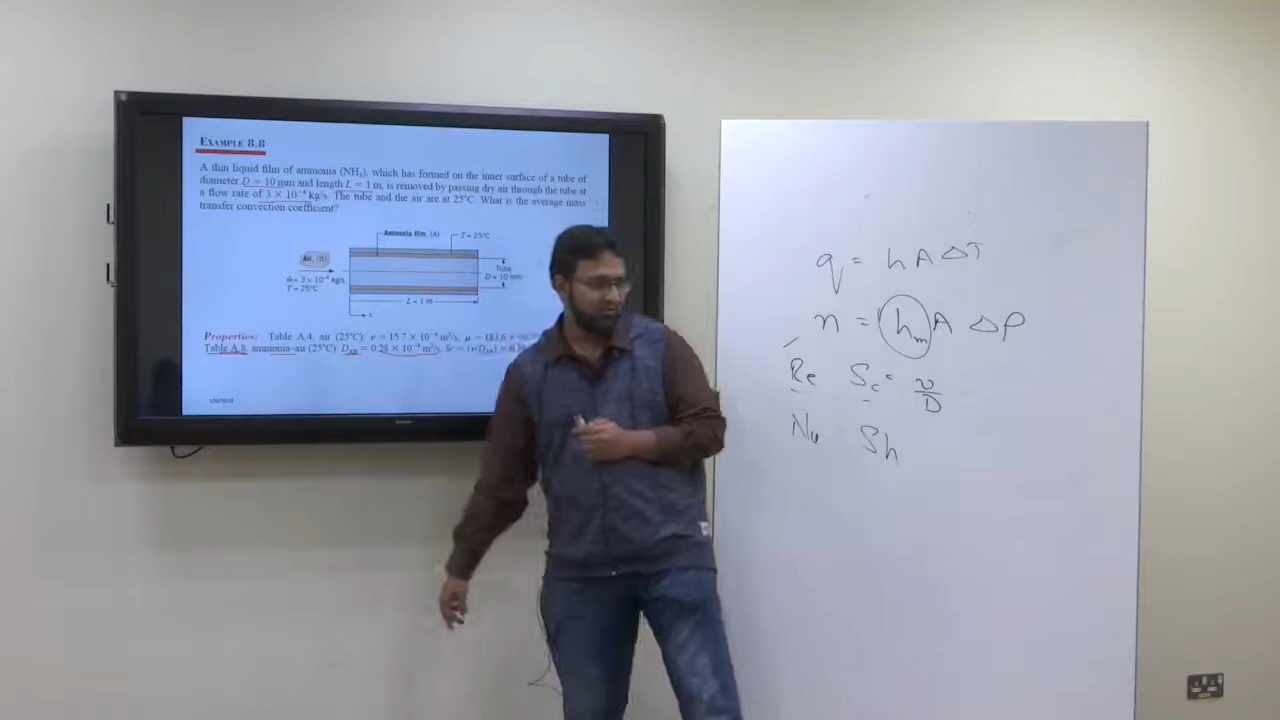 EXAMPLE 8.8
A thin liquid film of ammonia (NH₃), which has formed on the inner surface of a tube of
diameter D = 10 mm and length L = 1 m, is removed by passing dry air through the tube at
a flow rate of 3 × 10⁻⁴ kg/s. The tube and the air are at 25°C. What is the average mass
transfer convection coefficient?
Ammonia film, (A)
T = 25°C
Air, (B)
ṁ = 3 × 10⁻⁴ kg/s
T = 25°C
Tube
D = 10 mm
L = 1 m
x
Properties: Table A.4, air (25°C): ν = 15.7 × 10⁻⁶ m²/s, μ = 183.6
Table A.8, ammonia–air (25°C): D_AB = 0.28 × 10⁻⁴ m²/s, Sc = (ν/D_AB) =
q = h A ΔT
n = h_m A Δρ
Re Sc = ν/D
Nu Sh